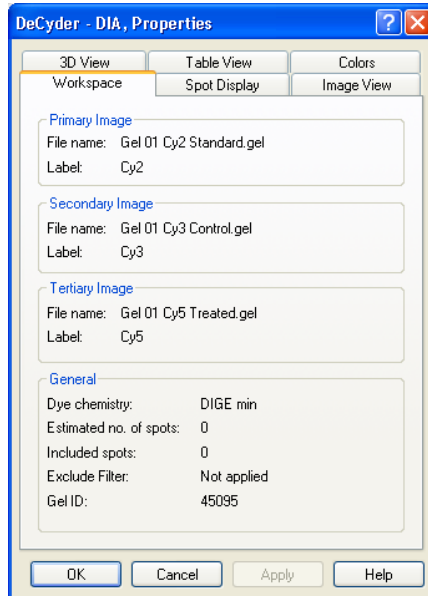 DeCyder - DIA, Properties
3D View Table View Colors
Workspace Spot Display Image View
Primary Image
File name: Gel 01 Cy2 Standard.gel
Label: Cy2
Secondary Image
File name: Gel 01 Cy3 Control.gel
Label: Cy3
Tertiary Image
File name: Gel 01 Cy5 Treated.gel
Label: Cy5
General
Dye chemistry: DIGE min
Estimated no. of spots: 0
Included spots: 0
Exclude Filter: Not applied
Gel ID: 45095
OK Cancel Apply Help